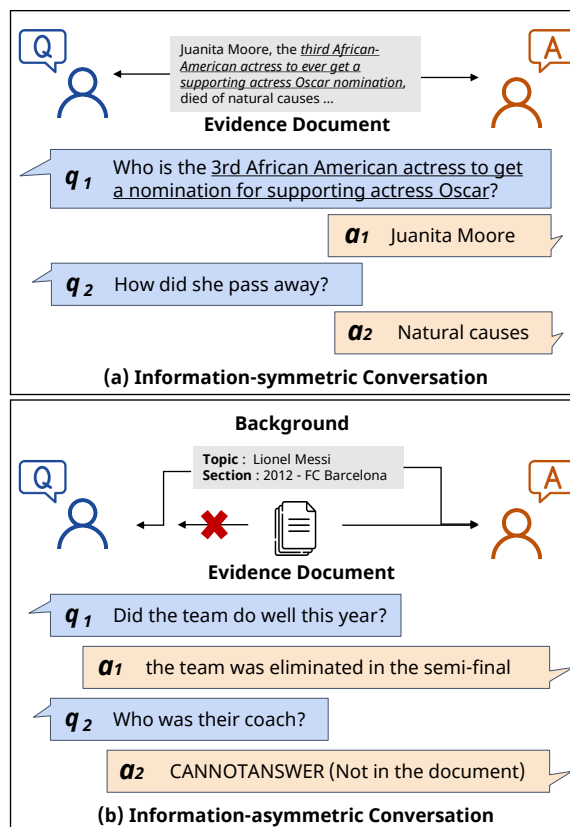 Q
A
Juanita Moore, the third African-
American actress to ever get a
supporting actress Oscar nomination,
died of natural causes ...
Evidence Document
q1 Who is the 3rd African American actress to get
a nomination for supporting actress Oscar?
a1 Juanita Moore
q2 How did she pass away?
a2 Natural causes
(a) Information-symmetric Conversation
Background
Q
A
Topic : Lionel Messi
Section : 2012 - FC Barcelona
Evidence Document
q1 Did the team do well this year?
a1 the team was eliminated in the semi-final
q2 Who was their coach?
a2 CANNOTANSWER (Not in the document)
(b) Information-asymmetric Conversation